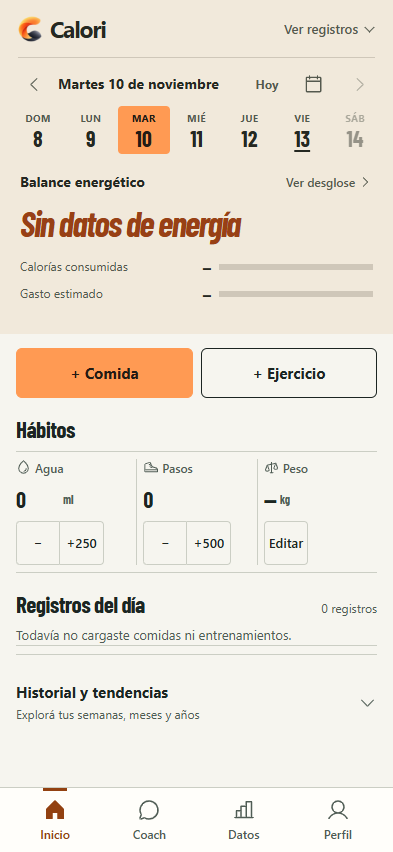 Calori
Ver registros
Martes 10 de noviembre
Hoy
DOM LUN MAR MIÉ JUE VIE SÁB
8 9 10 11 12 13 14
Balance energético
Ver desglose
Sin datos de energía
Calorías consumidas –
Gasto estimado –
+ Comida
+ Ejercicio
Hábitos
Agua Pasos Peso
0 ml 0 – kg
− +250 − +500 Editar
Registros del día
0 registros
Todavía no cargaste comidas ni entrenamientos.
Historial y tendencias
Explorá tus semanas, meses y años
Inicio Coach Datos Perfil